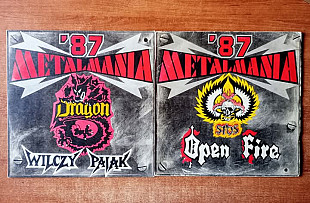 '87
METALMANIA
Dragon
WILCZY PAJĄK
'87
METALMANIA
STOS
Open Fire